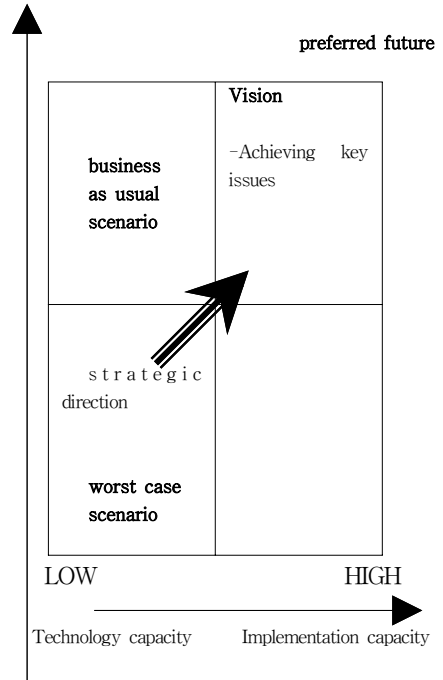 preferred future
Vision
-Achieving key
issues
business
as usual
scenario
strategic
direction
worst case
scenario
LOW HIGH
Technology capacity Implementation capacity